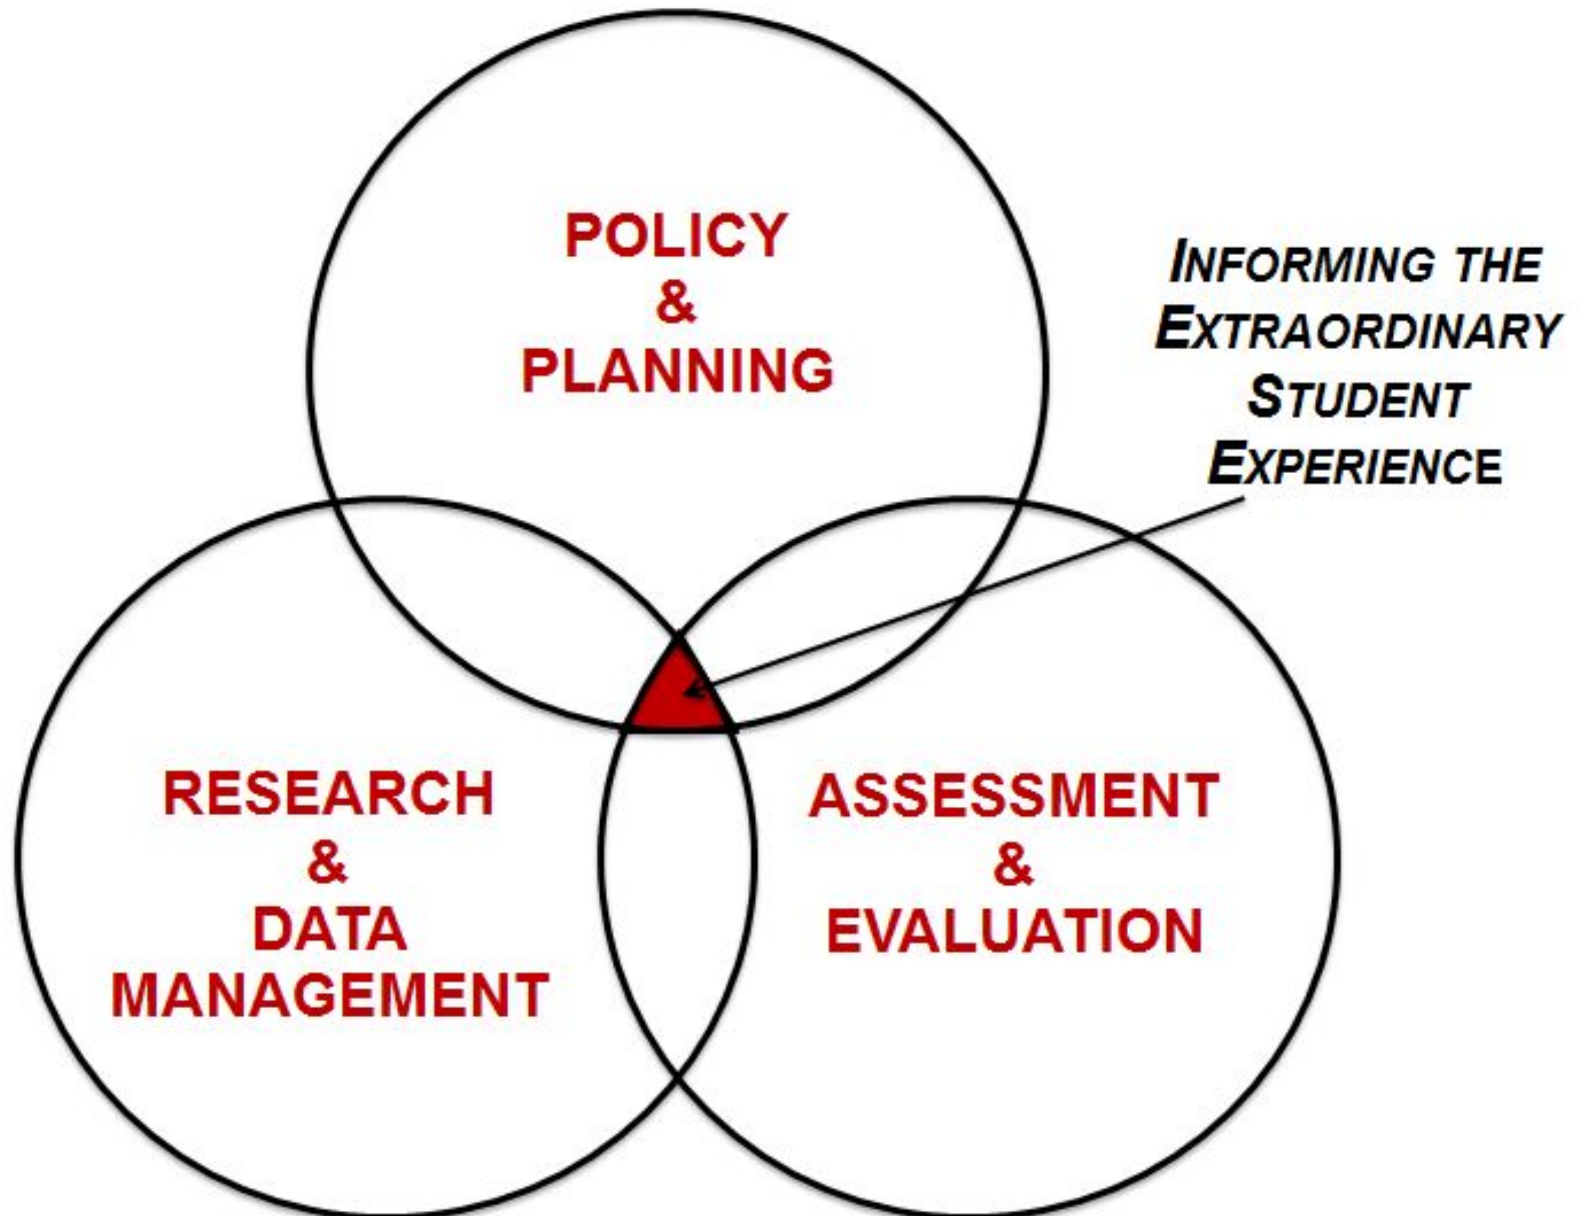 POLICY
&
PLANNING
INFORMING THE
EXTRAORDINARY
STUDENT
EXPERIENCE
RESEARCH
&
DATA
MANAGEMENT
ASSESSMENT
&
EVALUATION